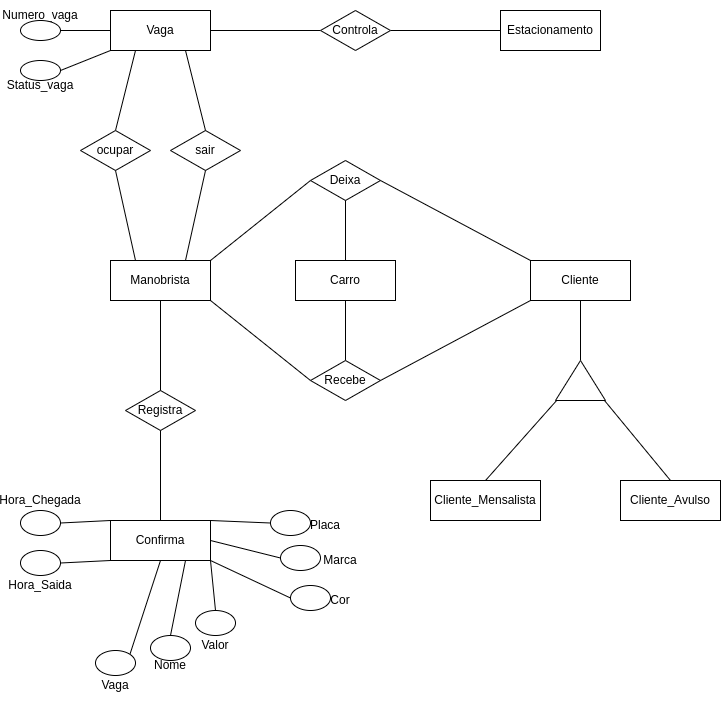 Numero_vaga
Vaga
Controla
Estacionamento
Status_vaga
ocupar
sair
Deixa
Manobrista
Carro
Cliente
Recebe
Registra
Cliente_Mensalista
Cliente_Avulso
Hora_Chegada
Placa
Confirma
Marca
Hora_Saida
Cor
Valor
Nome
Vaga